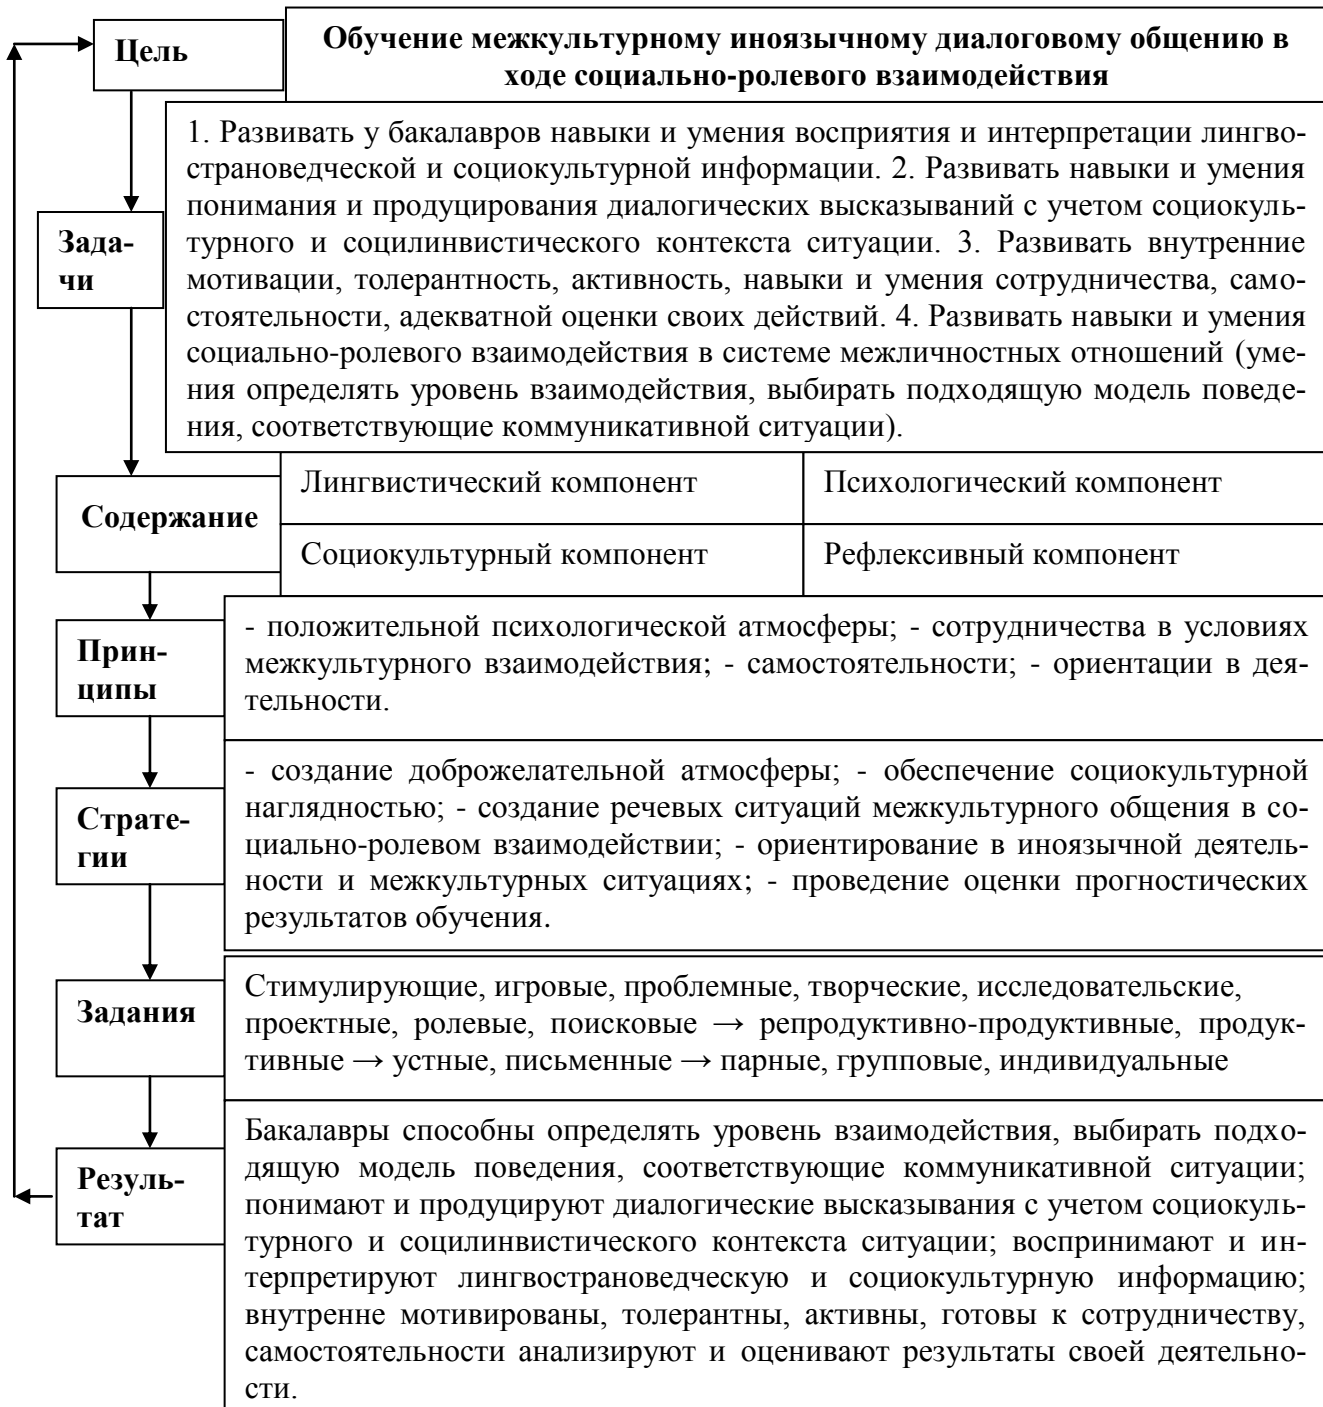 Цель
Обучение межкультурному иноязычному диалоговому общению в
ходе социально-ролевого взаимодействия
Зада-
чи
1. Развивать у бакалавров навыки и умения восприятия и интерпретации лингво-
страноведческой и социокультурной информации. 2. Развивать навыки и умения
понимания и продуцирования диалогических высказываний с учетом социокуль-
турного и социлинвистического контекста ситуации. 3. Развивать внутренние
мотивации, толерантность, активность, навыки и умения сотрудничества, само-
стоятельности, адекватной оценки своих действий. 4. Развивать навыки и умения
социально-ролевого взаимодействия в системе межличностных отношений (уме-
ния определять уровень взаимодействия, выбирать подходящую модель поведе-
ния, соответствующие коммуникативной ситуации).
Содержание
Лингвистический компонент
Психологический компонент
Социокультурный компонент
Рефлексивный компонент
Прин-
ципы
- положительной психологической атмосферы; - сотрудничества в условиях
межкультурного взаимодействия; - самостоятельности; - ориентации в дея-
тельности.
Страте-
гии
- создание доброжелательной атмосферы; - обеспечение социокультурной
наглядностью; - создание речевых ситуаций межкультурного общения в со-
циально-ролевом взаимодействии; - ориентирование в иноязычной деятель-
ности и межкультурных ситуациях; - проведение оценки прогностических
результатов обучения.
Задания
Стимулирующие, игровые, проблемные, творческие, исследовательские,
проектные, ролевые, поисковые → репродуктивно-продуктивные, продук-
тивные → устные, письменные → парные, групповые, индивидуальные
Резуль-
тат
Бакалавры способны определять уровень взаимодействия, выбирать подхо-
дящую модель поведения, соответствующие коммуникативной ситуации;
понимают и продуцируют диалогические высказывания с учетом социокуль-
турного и социлинвистического контекста ситуации; воспринимают и ин-
терпретируют лингвострановедческую и социокультурную информацию;
внутренне мотивированы, толерантны, активны, готовы к сотрудничеству,
самостоятельности анализируют и оценивают результаты своей деятельно-
сти.